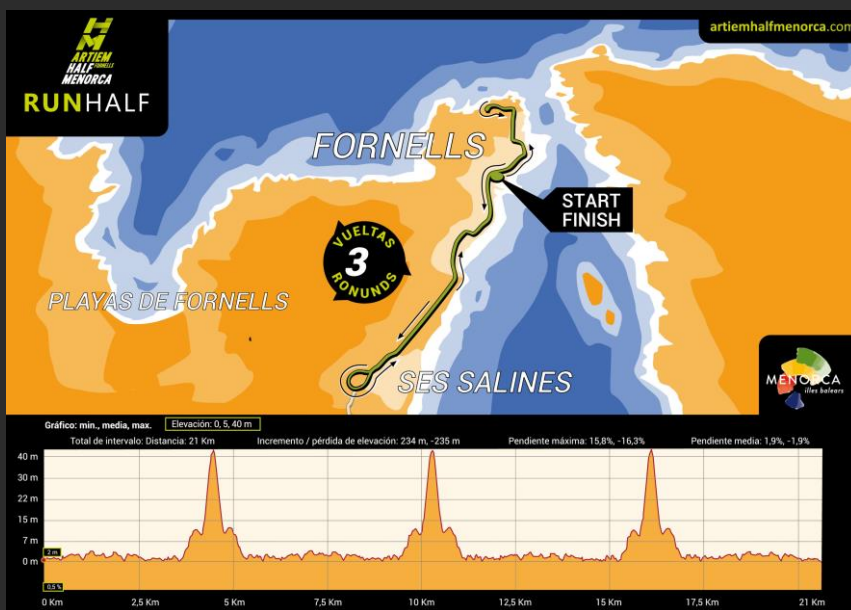 HM
ARTIEM
HALF FORNELLS
MENORCA
RUNHALF
artiemhalfmenorca.com
FORNELLS
START
FINISH
VUELTAS
3
RONUNDS
PLAYAS DE FORNELLS
SES SALINES
MENORCA
illes balears
Gráfico: min., media, max. Elevación: 0, 5, 40 m
Total de intervalo: Distancia: 21 Km Incremento / pérdida de elevación: 234 m, -235 m Pendiente máxima: 15,8%, -16,3% Pendiente media: 1,9%, -1,9%
40 m
30 m
22 m
15 m
7 m
2 m
0 m
0,5 %
0 Km 2,5 Km 5 Km 7,5 Km 10 Km 12,5 Km 15 Km 17,5 Km 21 Km